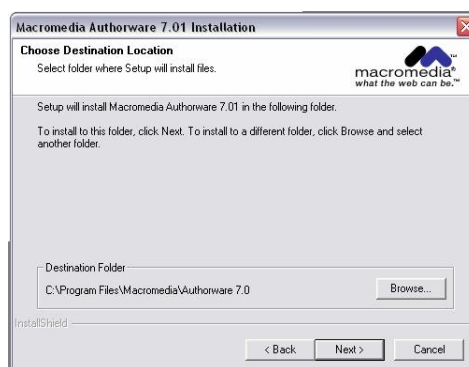 Macromedia Authorware 7.01 Installation
Choose Destination Location
Select folder where Setup will install files.
macromedia®
what the web can be.™
Setup will install Macromedia Authorware 7.01 in the following folder.
To install to this folder, click Next. To install to a different folder, click Browse and select
another folder.
Destination Folder
C:\Program Files\Macromedia\Authorware 7.0
Browse...
InstallShield
< Back
Next >
Cancel